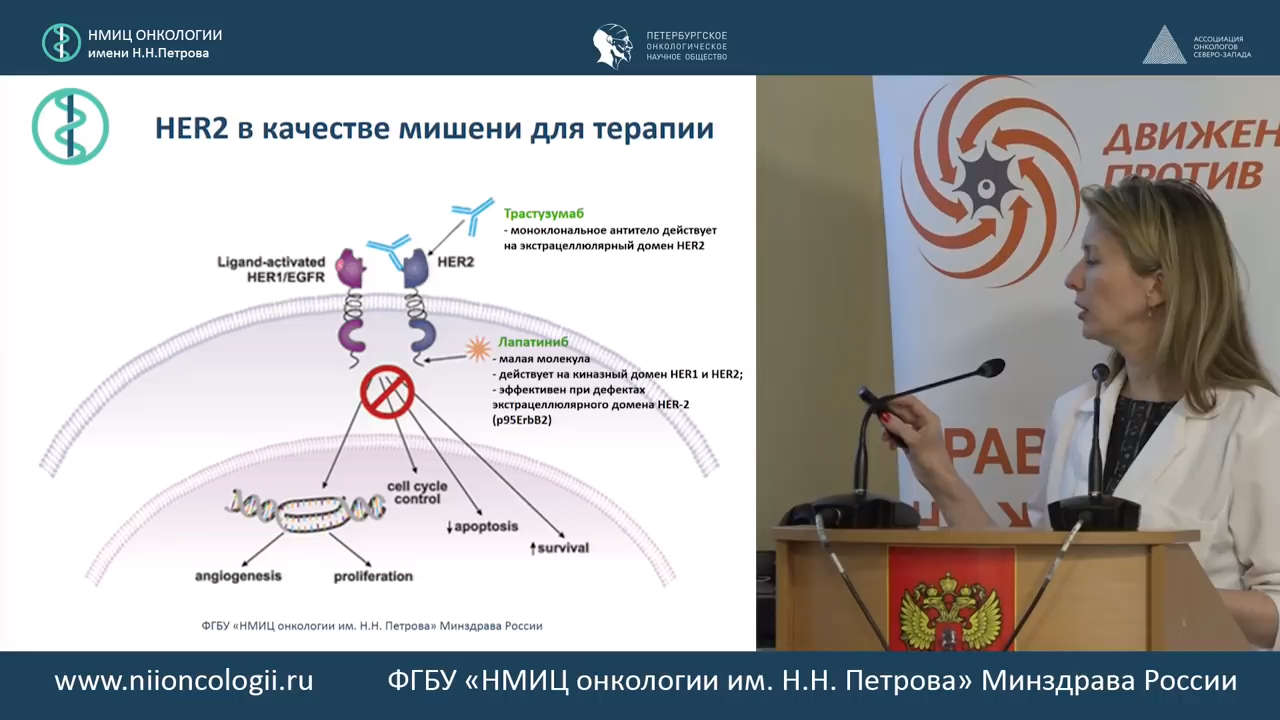 НМИЦ ОНКОЛОГИИ
имени Н.Н.Петрова
ПЕТЕРБУРГСКОЕ
ОНКОЛОГИЧЕСКОЕ
НАУЧНОЕ ОБЩЕСТВО
АССОЦИАЦИЯ
ОНКОЛОГОВ
СЕВЕРО-ЗАПАДА
HER2 в качестве мишени для терапии
Трастузумаб
- моноклональное антитело действует
на экстрацеллюлярный домен HER2
Ligand-activated
HER1/EGFR
HER2
Лапатиниб
- малая молекула
- действует на киназный домен HER1 и HER2;
- эффективен при дефектах
экстрацеллюлярного домена HER-2
(p95ErbB2)
cell cycle
control
↓apoptosis
↑survival
angiogenesis
proliferation
ФГБУ «НМИЦ онкологии им. Н.Н. Петрова» Минздрава России
ДВИЖЕН
ПРОТИВ
РАВ
www.niioncologii.ru
ФГБУ «НМИЦ онкологии им. Н.Н. Петрова» Минздрава России